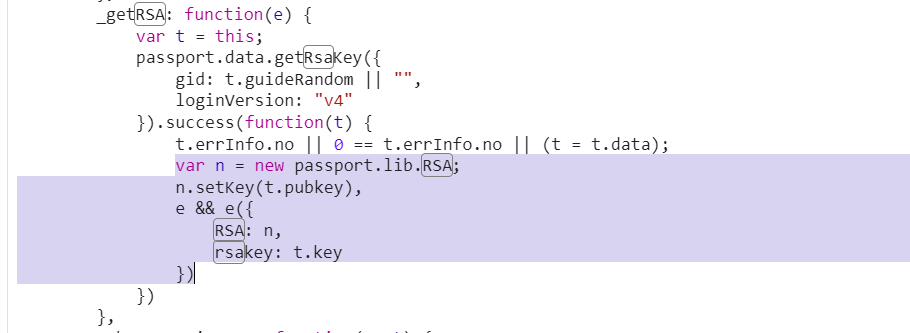 _getRSA: function(e) {
var t = this;
passport.data.getRsaKey({
gid: t.guideRandom || "",
loginVersion: "v4"
}).success(function(t) {
t.errInfo.no || 0 == t.errInfo.no || (t = t.data);
var n = new passport.lib.RSA;
n.setKey(t.pubkey),
e && e({
RSA: n,
rsakey: t.key
})
})
},